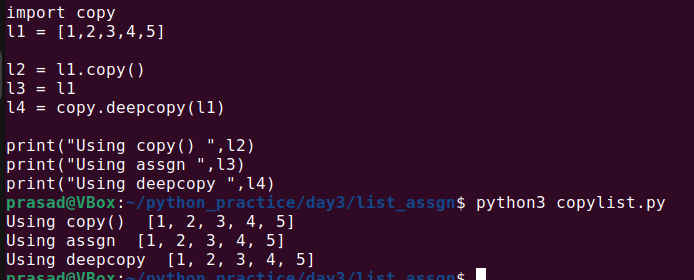 import copy
l1 = [1,2,3,4,5]
l2 = l1.copy()
l3 = l1
l4 = copy.deepcopy(l1)
print("Using copy() ",l2)
print("Using assgn ",l3)
print("Using deepcopy ",l4)
prasad@VBox:~/python_practice/day3/list_assgn$ python3 copylist.py
Using copy()  [1, 2, 3, 4, 5]
Using assgn  [1, 2, 3, 4, 5]
Using deepcopy  [1, 2, 3, 4, 5]
prasad@VBox:~/python_practice/day3/list_assgn$